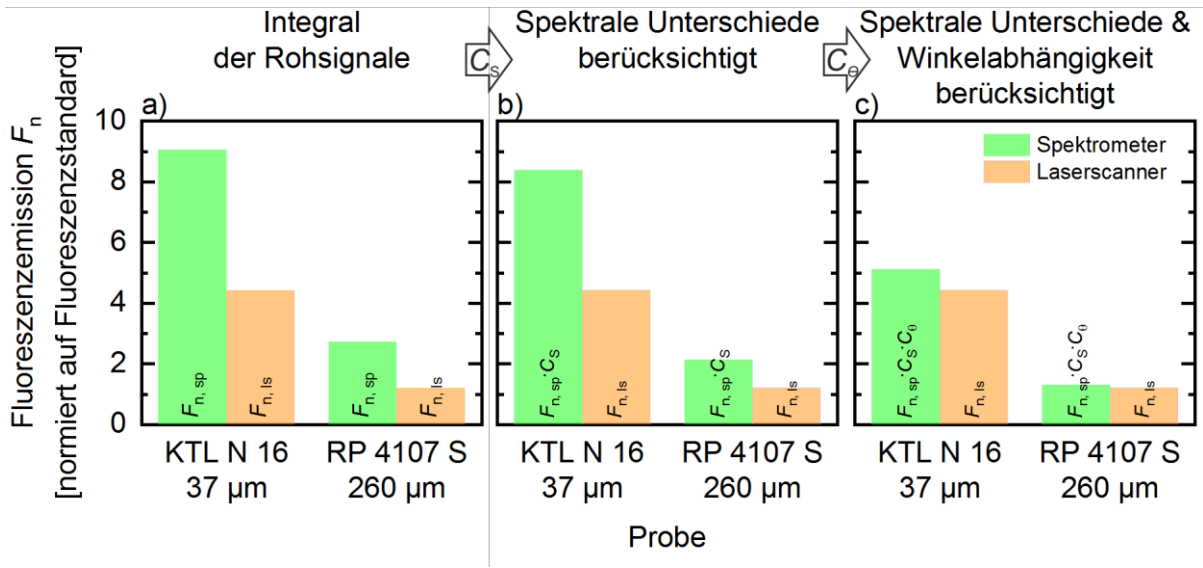 Integral
der Rohsignale
C_s
Spektrale Unterschiede
berücksichtigt
C_Θ
Spektrale Unterschiede &
Winkelabhängigkeit
berücksichtigt
Fluoreszenzemission F_n
[normiert auf Fluoreszenzstandard]
a)
10
8
6
4
2
0
F_n, sp
F_n, ls
F_n, sp
F_n, ls
KTL N 16
37 µm
RP 4107 S
260 µm
b)
F_n, sp·C_S
F_n, ls
F_n, sp·C_S
F_n, ls
KTL N 16
37 µm
RP 4107 S
260 µm
c)
Spektrometer
Laserscanner
F_n, sp·C_S·C_θ
F_n, ls
F_n, sp·C_S·C_θ
F_n, ls
KTL N 16
37 µm
RP 4107 S
260 µm
Probe